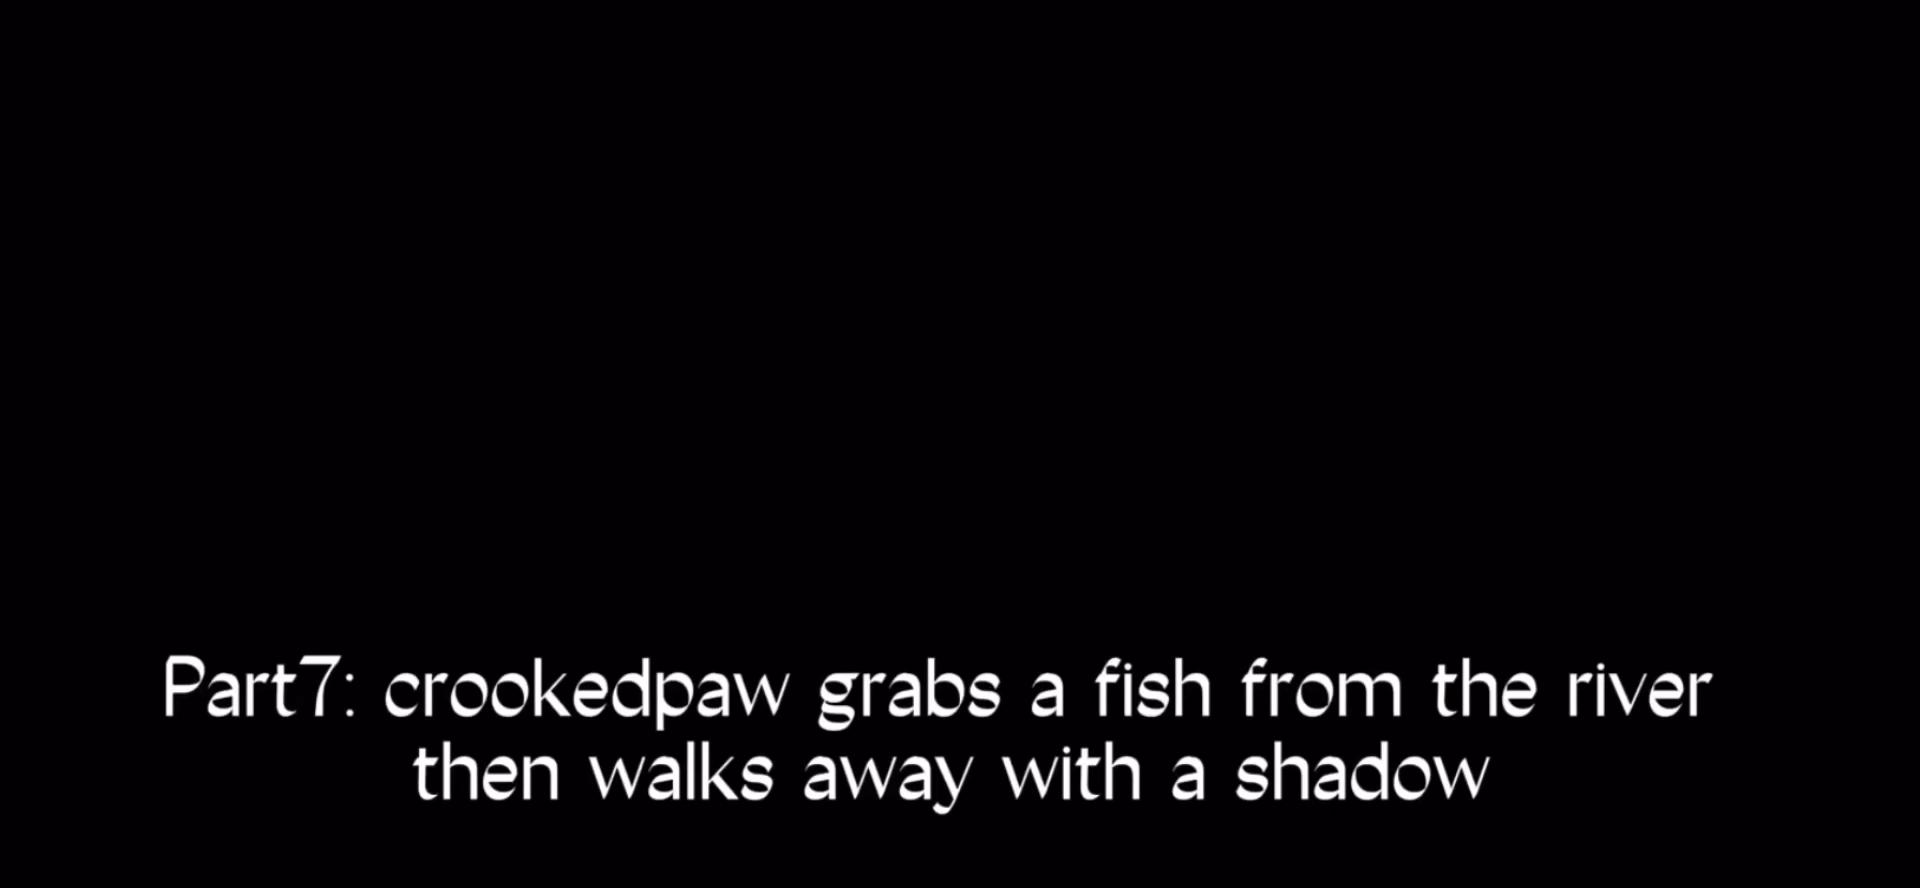 Part7: crookedpaw grabs a fish from the river
then walks away with a shadow